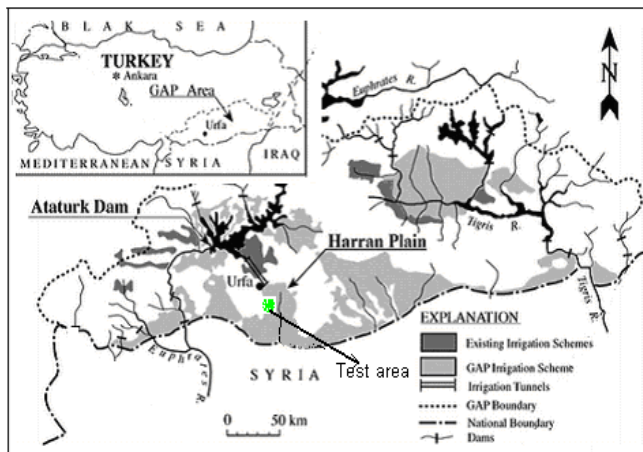 BLAK SEA
TURKEY
* Ankara
GAP Area
Urfa
MEDITERRANEAN
SYRIA
IRAQ
N
Euphrates R.
Ataturk Dam
Tigris R.
Harran Plain
Urfa
Tigris R.
Euphrates R.
SYRIA
Test area
0 50 km
EXPLANATION
Existing Irrigation Schemes
GAP Irrigation Scheme
Irrigation Tunnels
GAP Boundary
National Boundary
Dams